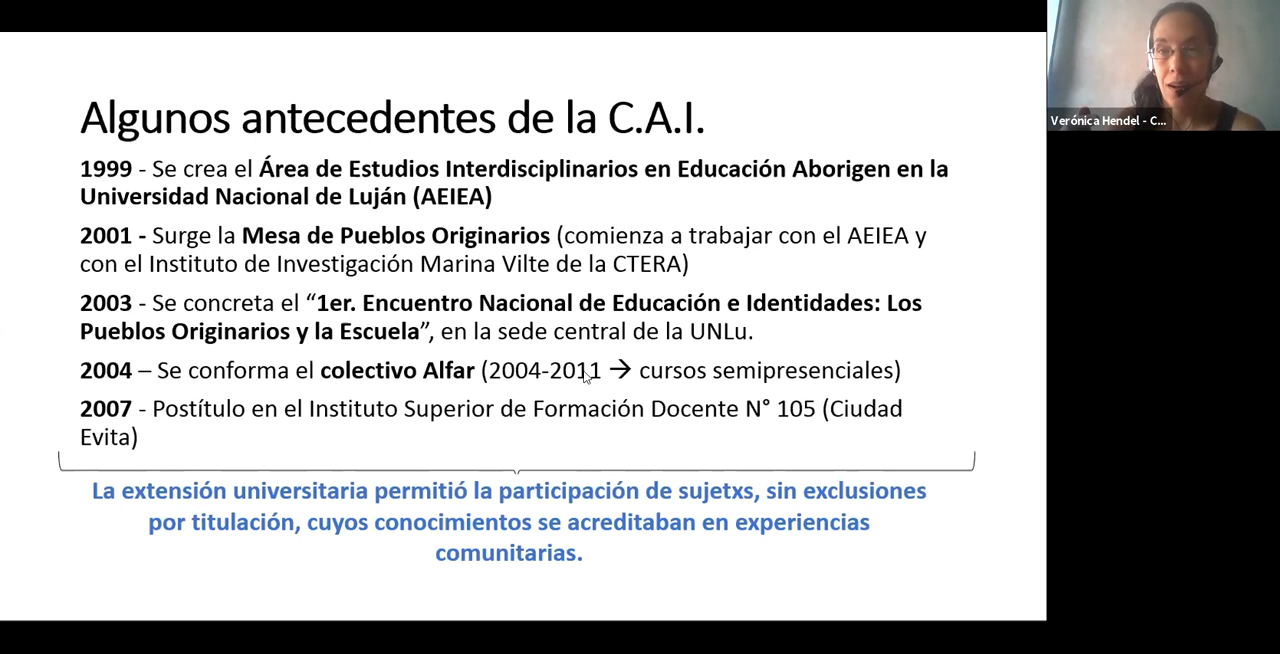 Algunos antecedentes de la C.A.I.
1999 - Se crea el Área de Estudios Interdisciplinarios en Educación Aborigen en la
Universidad Nacional de Luján (AEIEA)
2001 - Surge la Mesa de Pueblos Originarios (comienza a trabajar con el AEIEA y
con el Instituto de Investigación Marina Vilte de la CTERA)
2003 - Se concreta el “1er. Encuentro Nacional de Educación e Identidades: Los
Pueblos Originarios y la Escuela”, en la sede central de la UNLu.
2004 – Se conforma el colectivo Alfar (2004-2011 → cursos semipresenciales)
2007 - Postítulo en el Instituto Superior de Formación Docente N° 105 (Ciudad
Evita)
La extensión universitaria permitió la participación de sujetxs, sin exclusiones
por titulación, cuyos conocimientos se acreditaban en experiencias
comunitarias.
Verónica Hendel - C...